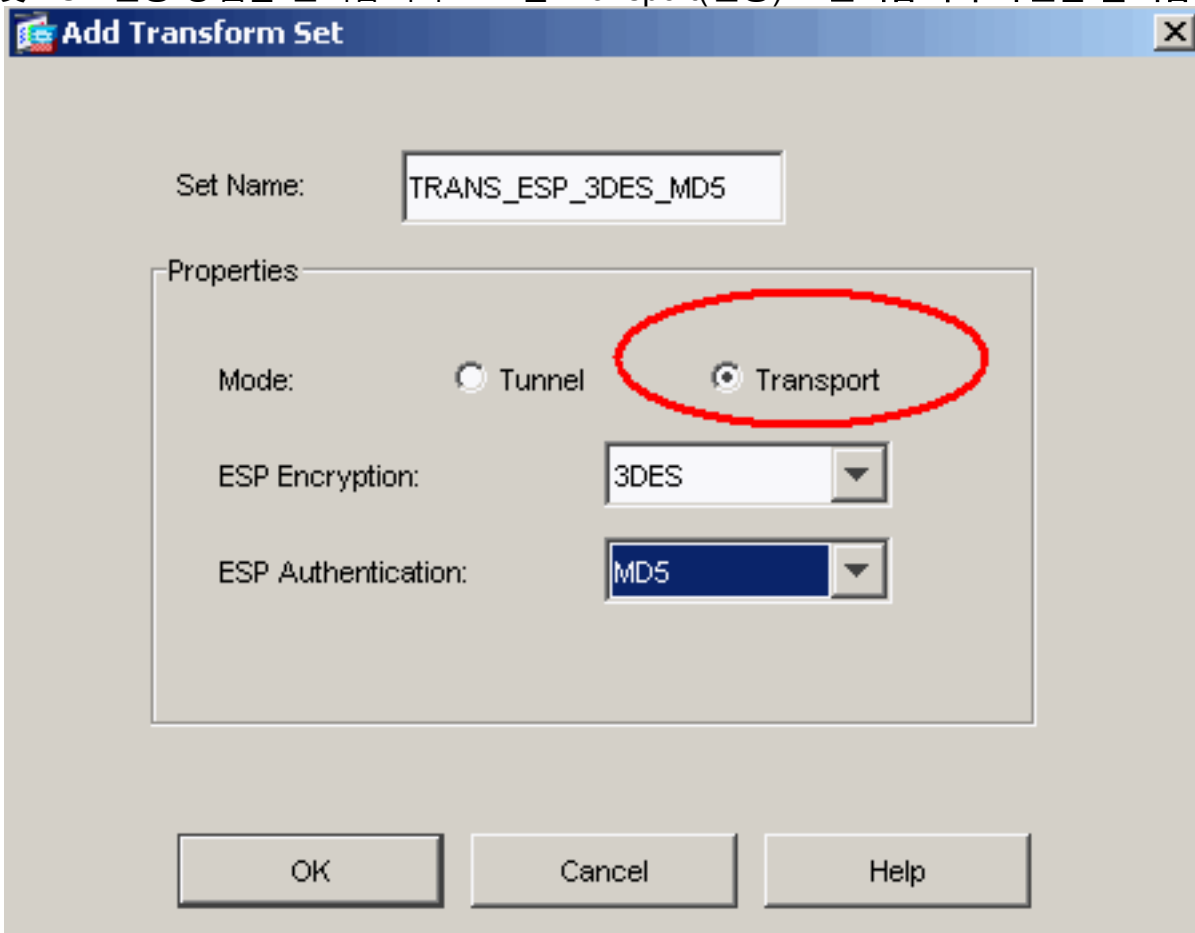 Add Transform Set
Set Name: TRANS_ESP_3DES_MD5
Properties
Mode: Tunnel Transport
ESP Encryption: 3DES
ESP Authentication: MD5
OK Cancel Help